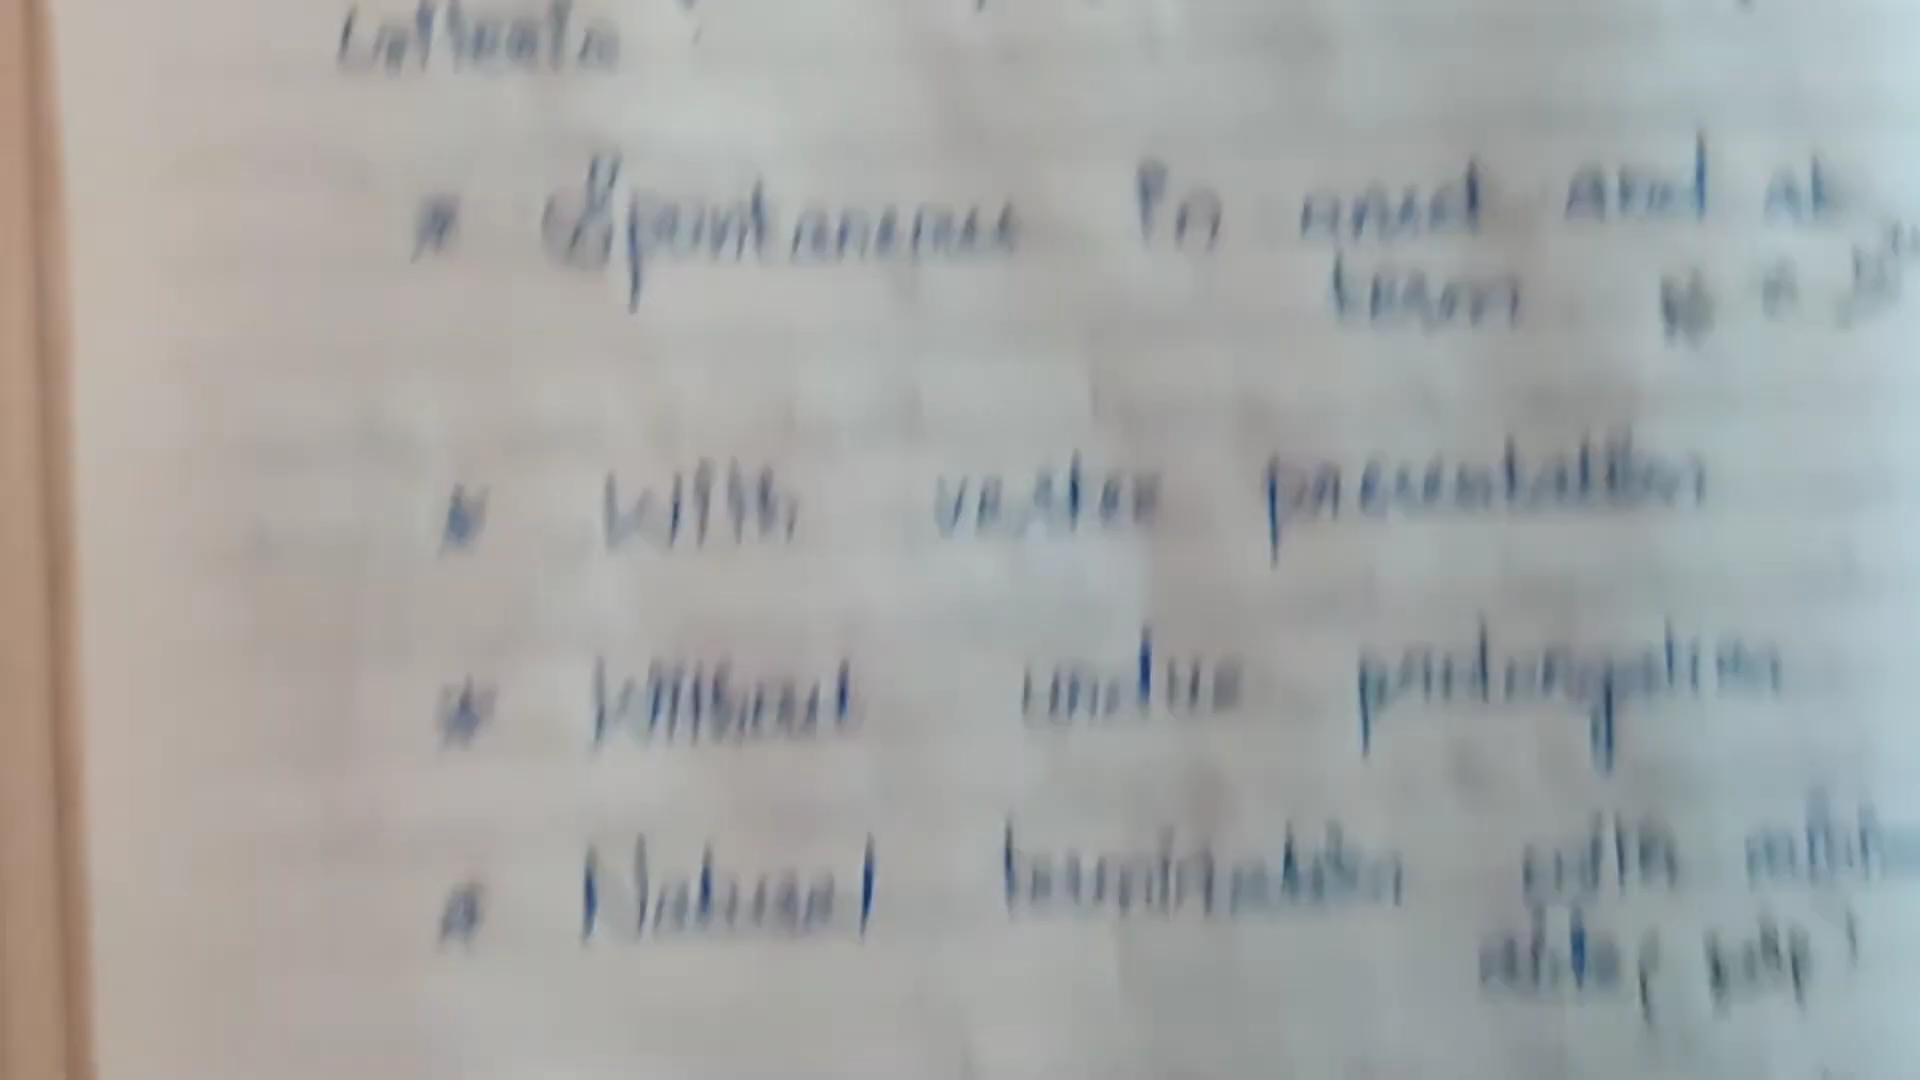 criteria
* Spontaneous in onset and at
term
* With vertex presentation
* Without undue prolongation
* Natural termination with